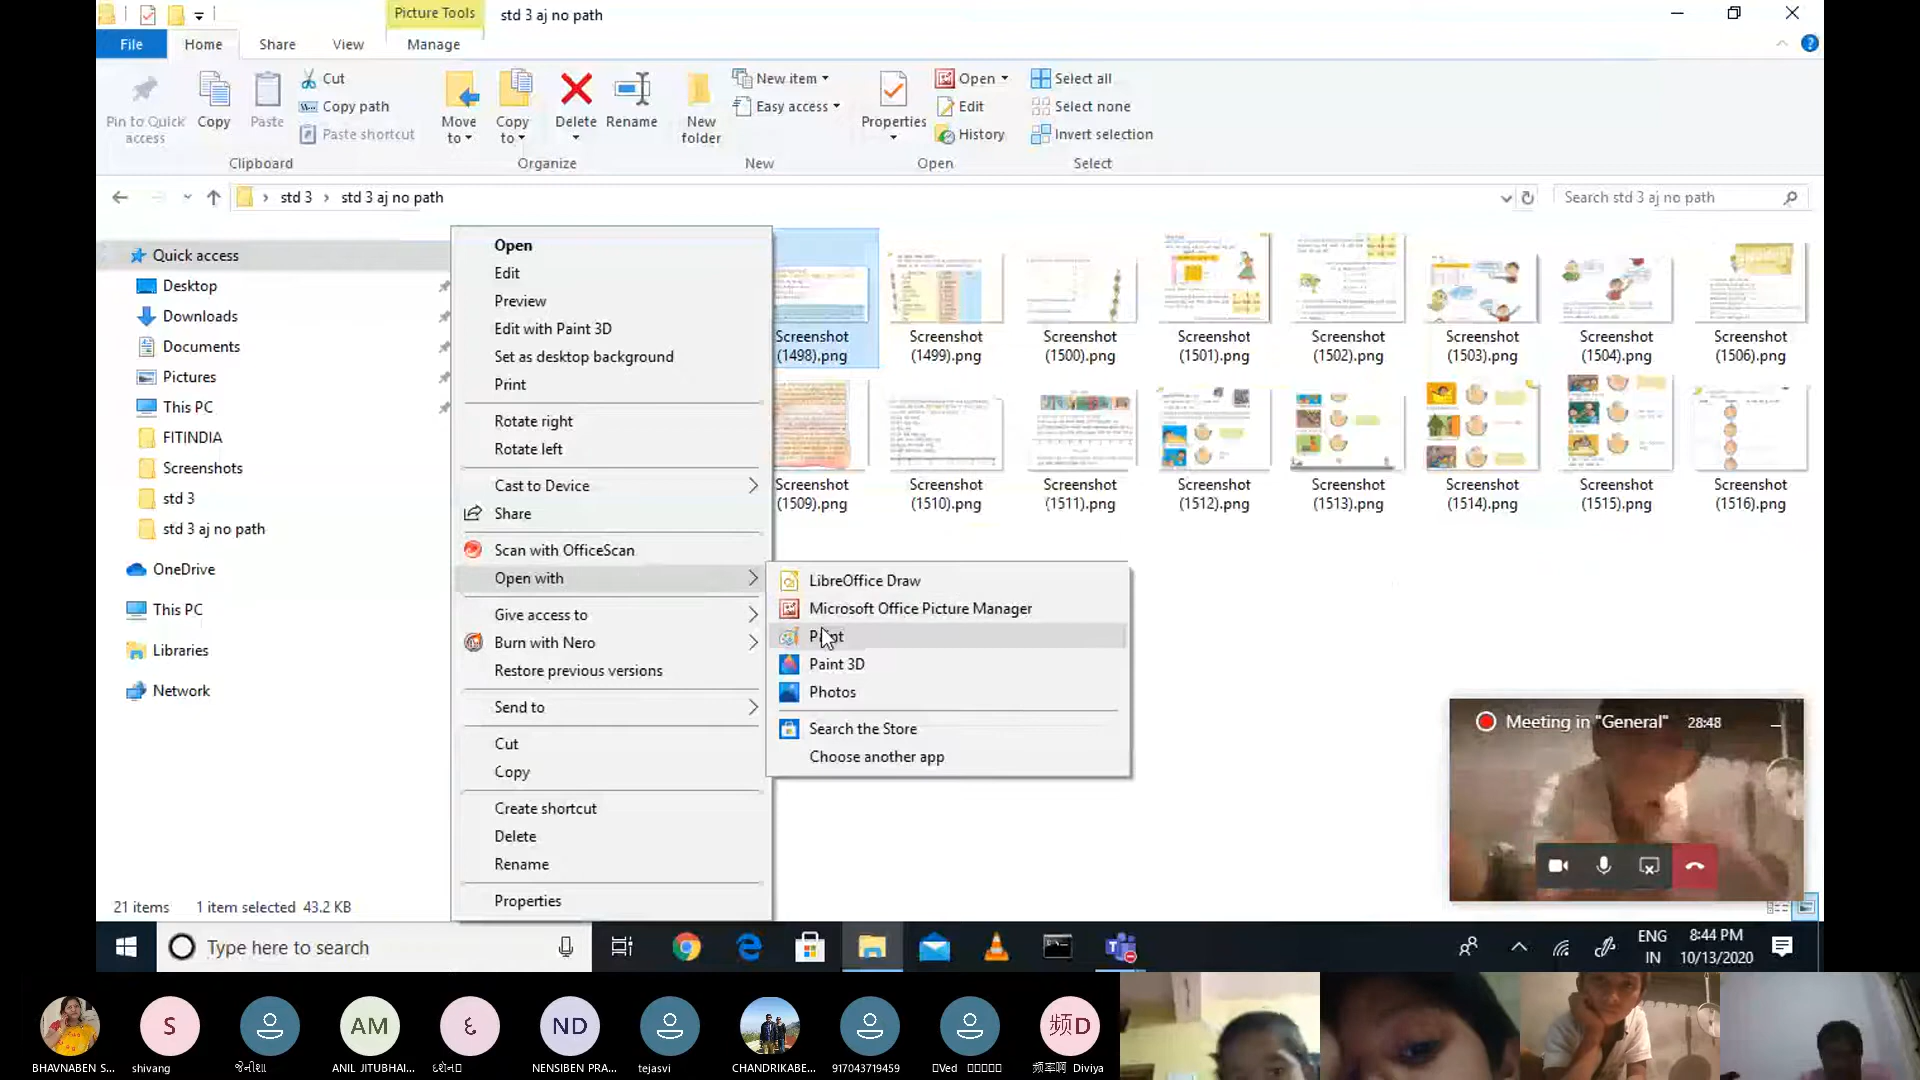 Picture Tools
std 3 aj no path
File
Home
Share
View
Manage
Pin to Quick access
Copy
Paste
Cut
Copy path
Paste shortcut
Clipboard
Move to
Copy to
Delete
Rename
Organize
New folder
New item
Easy access
New
Properties
Open
Edit
History
Open
Select all
Select none
Invert selection
Select
std 3 › std 3 aj no path
Search std 3 aj no path
Quick access
Desktop
Downloads
Documents
Pictures
This PC
FITINDIA
Screenshots
std 3
std 3 aj no path
OneDrive
This PC
Libraries
Network
Open
Edit
Preview
Edit with Paint 3D
Set as desktop background
Print
Rotate right
Rotate left
Cast to Device
Share
Scan with OfficeScan
Open with
Give access to
Burn with Nero
Restore previous versions
Send to
Cut
Copy
Create shortcut
Delete
Rename
Properties
LibreOffice Draw
Microsoft Office Picture Manager
Paint
Paint 3D
Photos
Search the Store
Choose another app
Screenshot (1498).png
Screenshot (1499).png
Screenshot (1500).png
Screenshot (1501).png
Screenshot (1502).png
Screenshot (1503).png
Screenshot (1504).png
Screenshot (1506).png
Screenshot (1509).png
Screenshot (1510).png
Screenshot (1511).png
Screenshot (1512).png
Screenshot (1513).png
Screenshot (1514).png
Screenshot (1515).png
Screenshot (1516).png
Meeting in "General" 28:48
21 items 1 item selected 43.2 KB
Type here to search
ENG IN
8:44 PM
10/13/2020
S
AM
ND
频D
BHAVNABEN S...
shivang
જેનીશા
ANIL JITUBHAI...
NENSIBEN PRA...
tejasvi
CHANDRIKABE...
917043719459
Ved
频率啊 Diviya